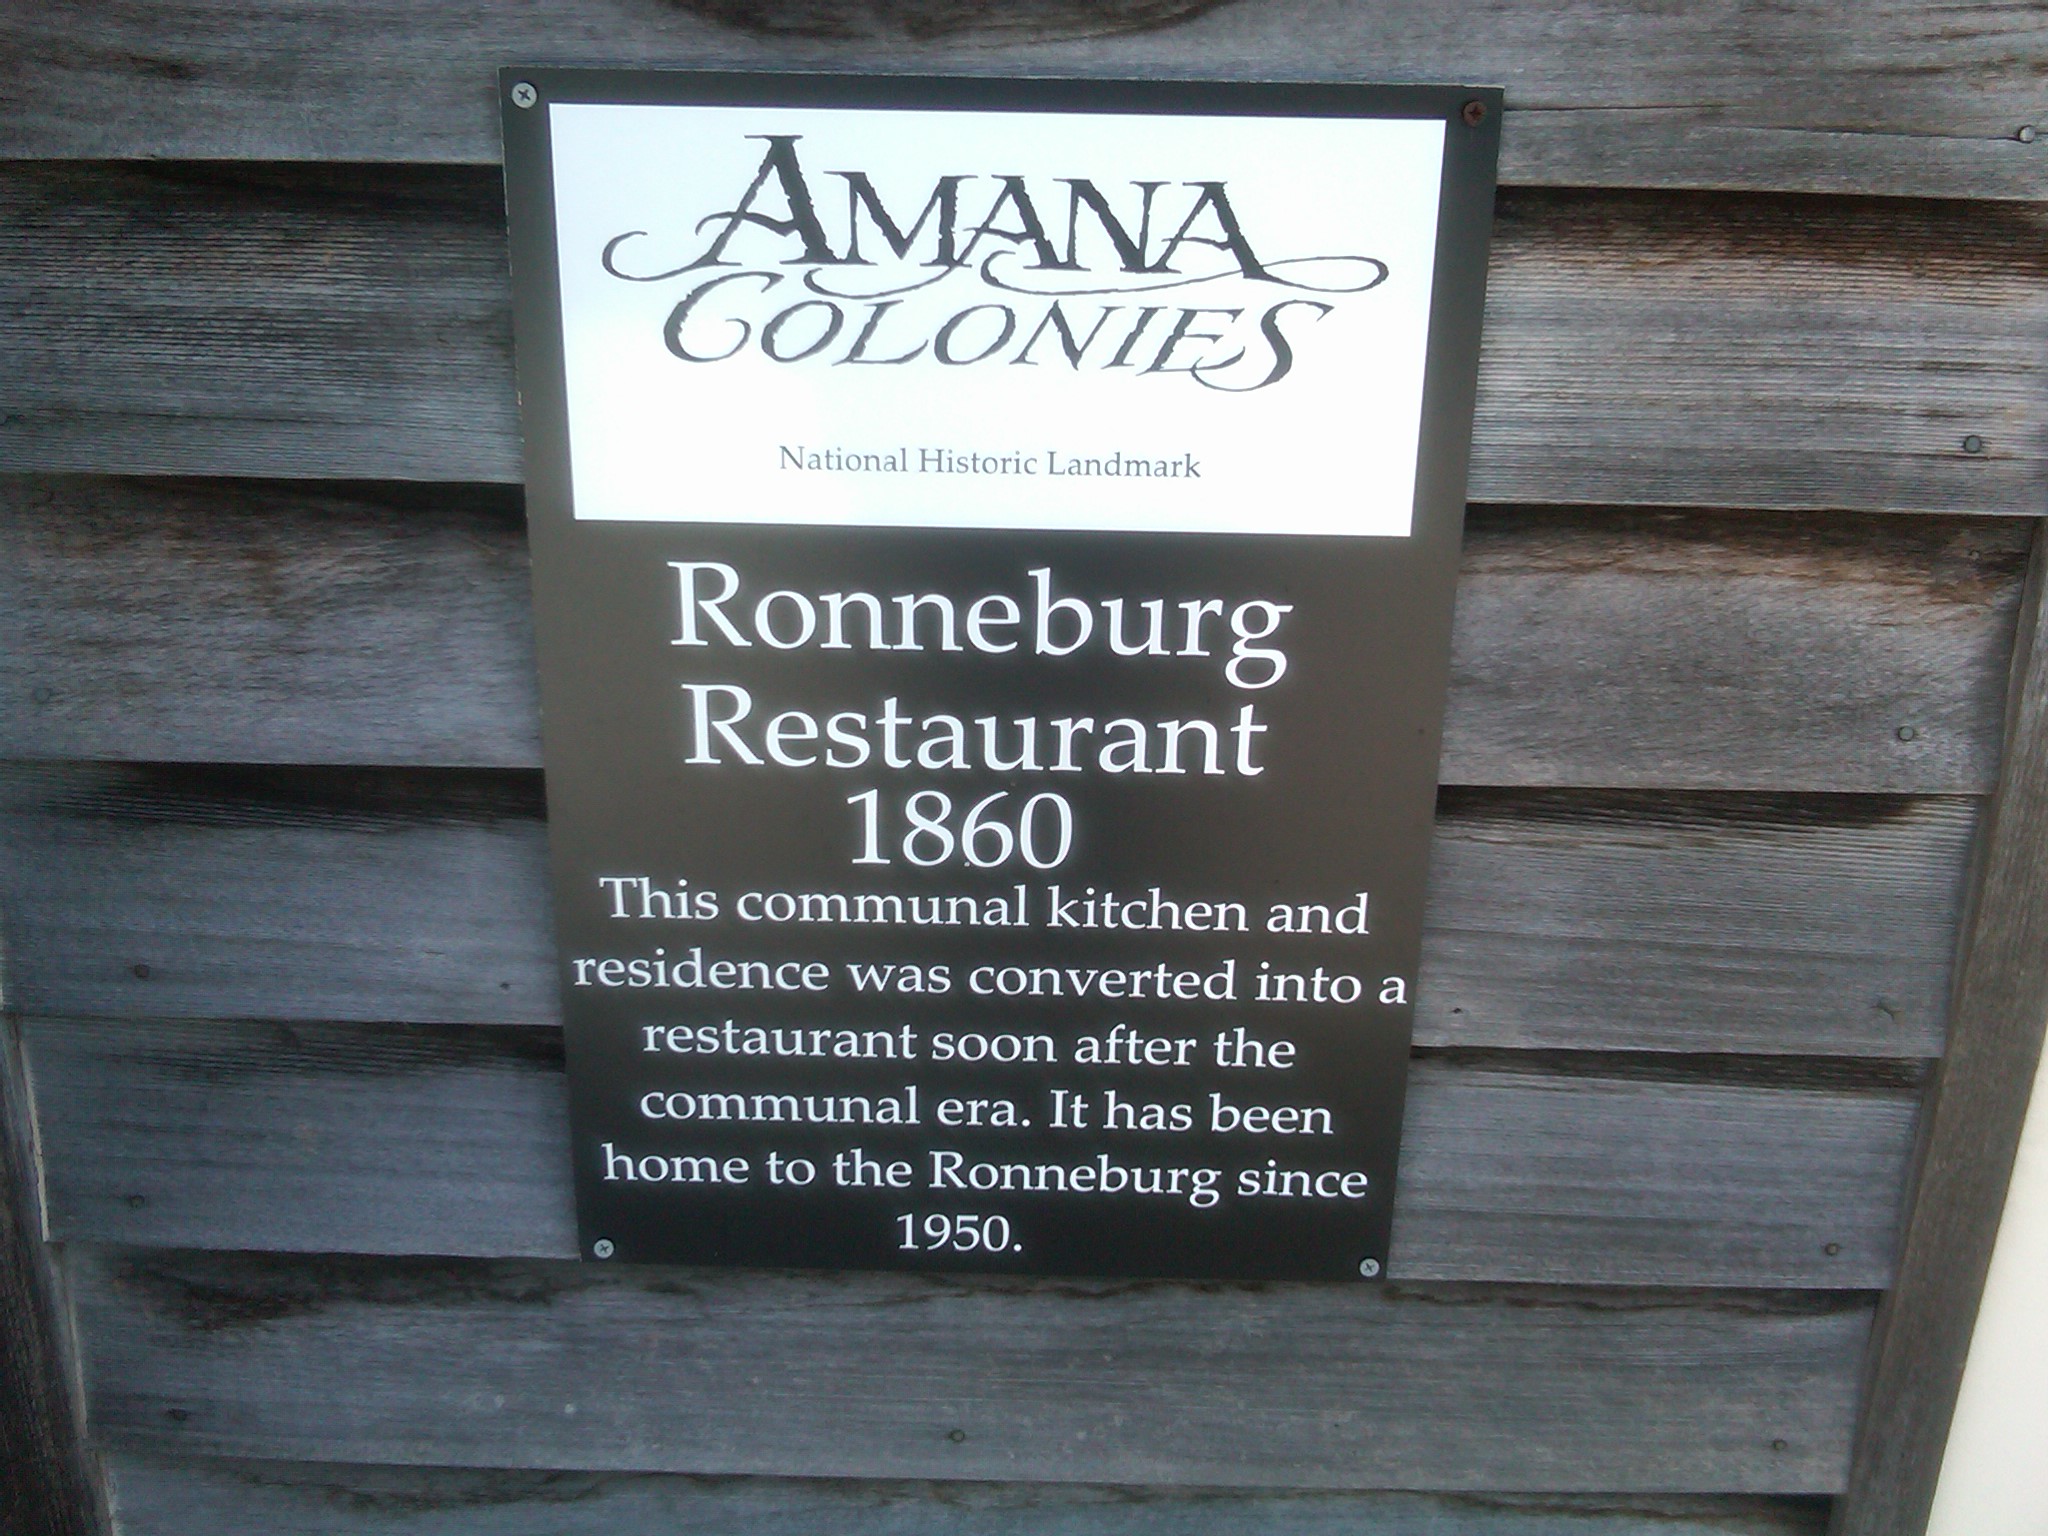 AMANA
COLONIES
National Historic Landmark
Ronneburg
Restaurant
1860
This communal kitchen and
residence was converted into a
restaurant soon after the
communal era. It has been
home to the Ronneburg since
1950.